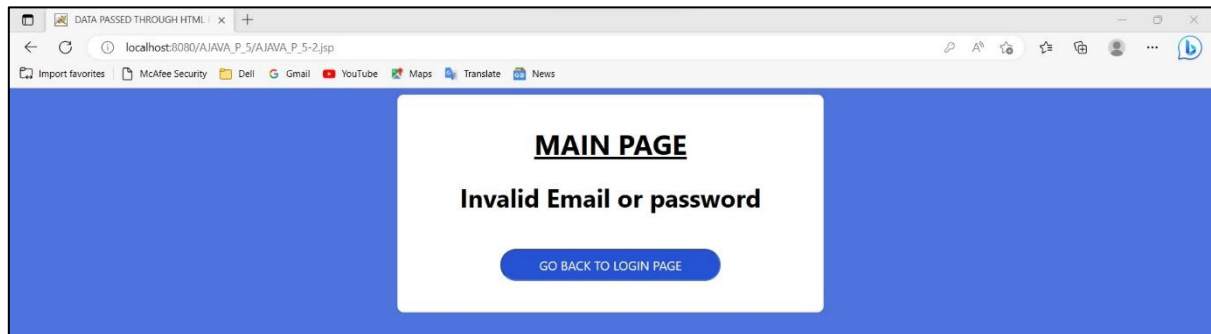 DATA PASSED THROUGH HTML
localhost:8080/AJAVA_P_5/AJAVA_P_5-2.jsp
Import favorites McAfee Security Dell Gmail YouTube Maps Translate News
MAIN PAGE
Invalid Email or password
GO BACK TO LOGIN PAGE